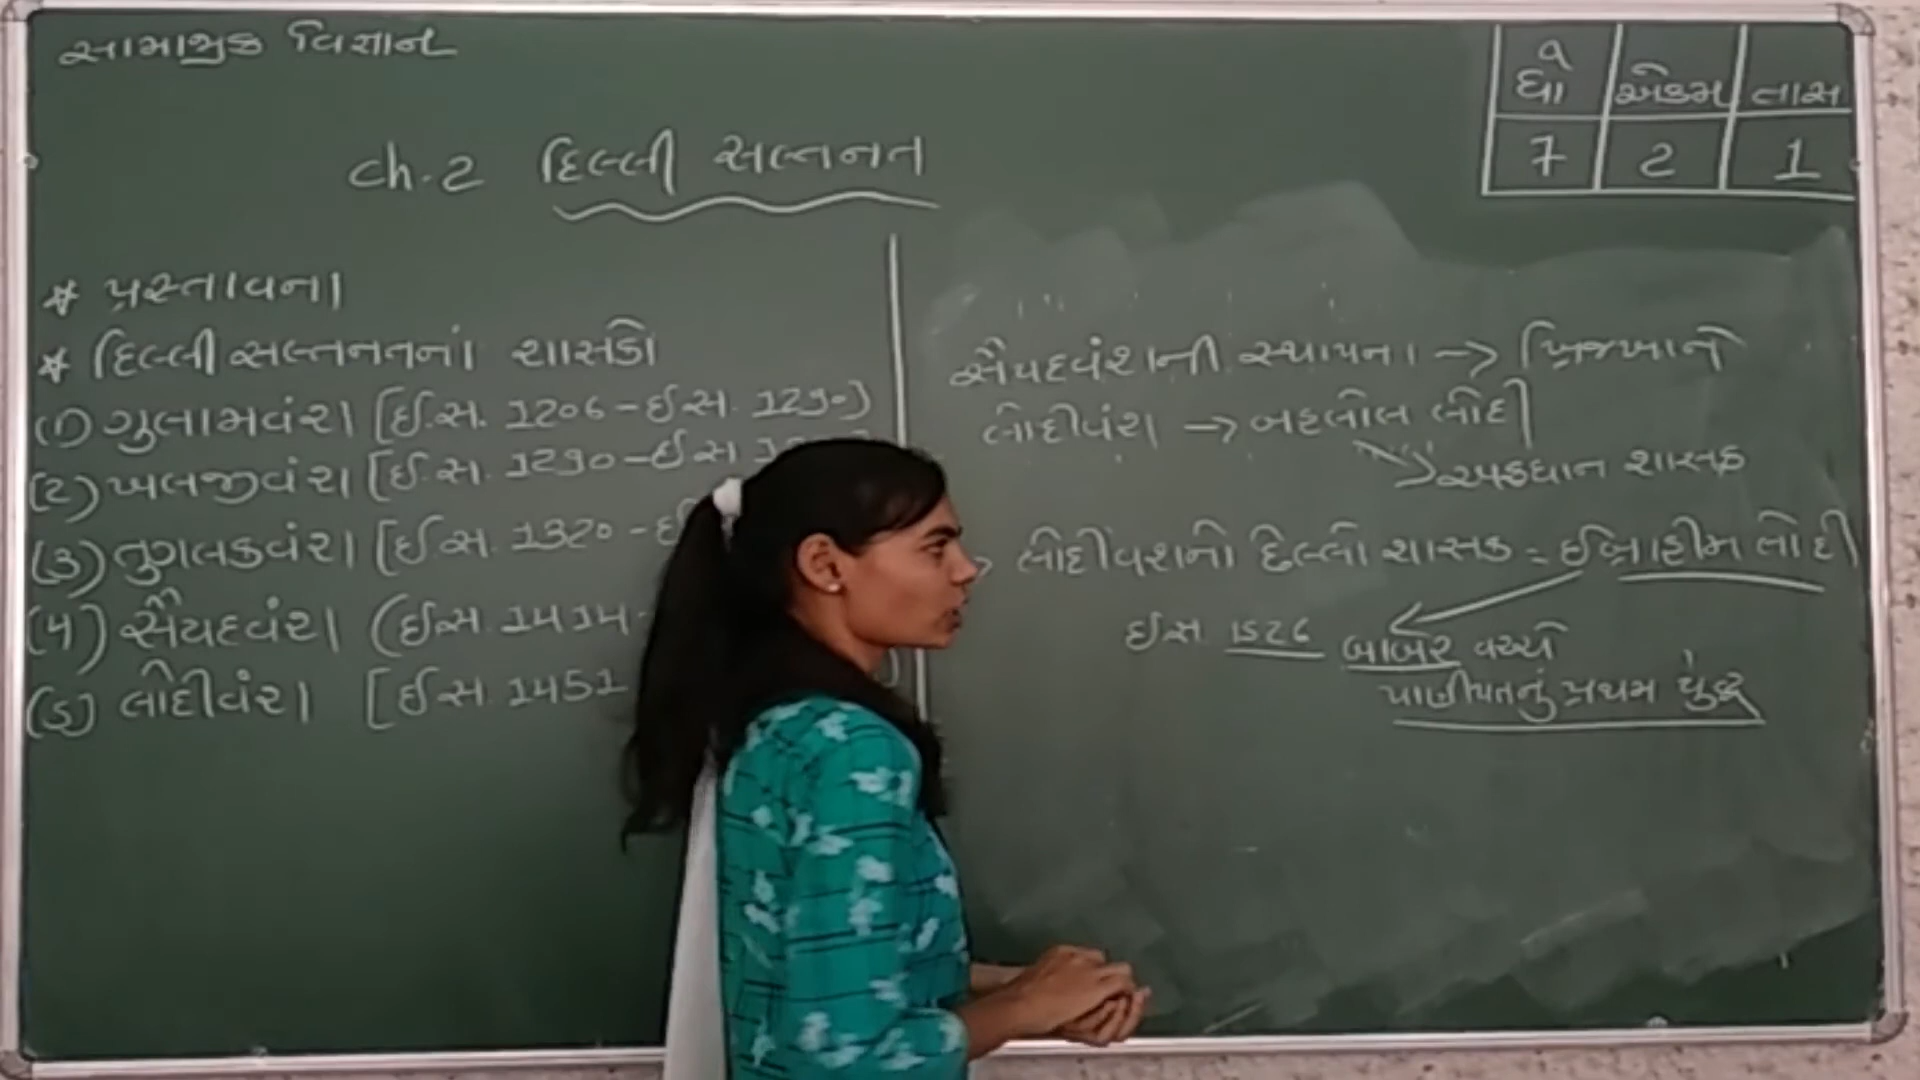 સામાજીક વિજ્ઞાન
ધો એકમ તાસ
7 2 1
ch.2 દિલ્લી સલ્તનત
* પ્રસ્તાવના
* દિલ્લી સલ્તનતનાં શાસકો
(1) ગુલામવંશ [ઈ.સ. 1206-ઈ.સ. 1290)
(2) ખલજીવંશ [ઈ.સ. 1290-ઈ.સ
(3) તુગલકવંશ [ઈ.સ. 1320-
(4) સૈયદવંશ (ઈ.સ. 1414-
(5) લોદીવંશ [ઈ.સ. 1451
સૈયદવંશની સ્થાપના → ખિજ્રખાને
લોદીવંશ → બહલોલ લોદી
→ અફઘાન શાસક
→ લોદીવંશનો છેલ્લો શાસક = ઈબ્રાહીમ લોદી
ઈ.સ. 1526 બાબર વચ્ચે
પાણીપતનું પ્રથમ યુદ્ધ